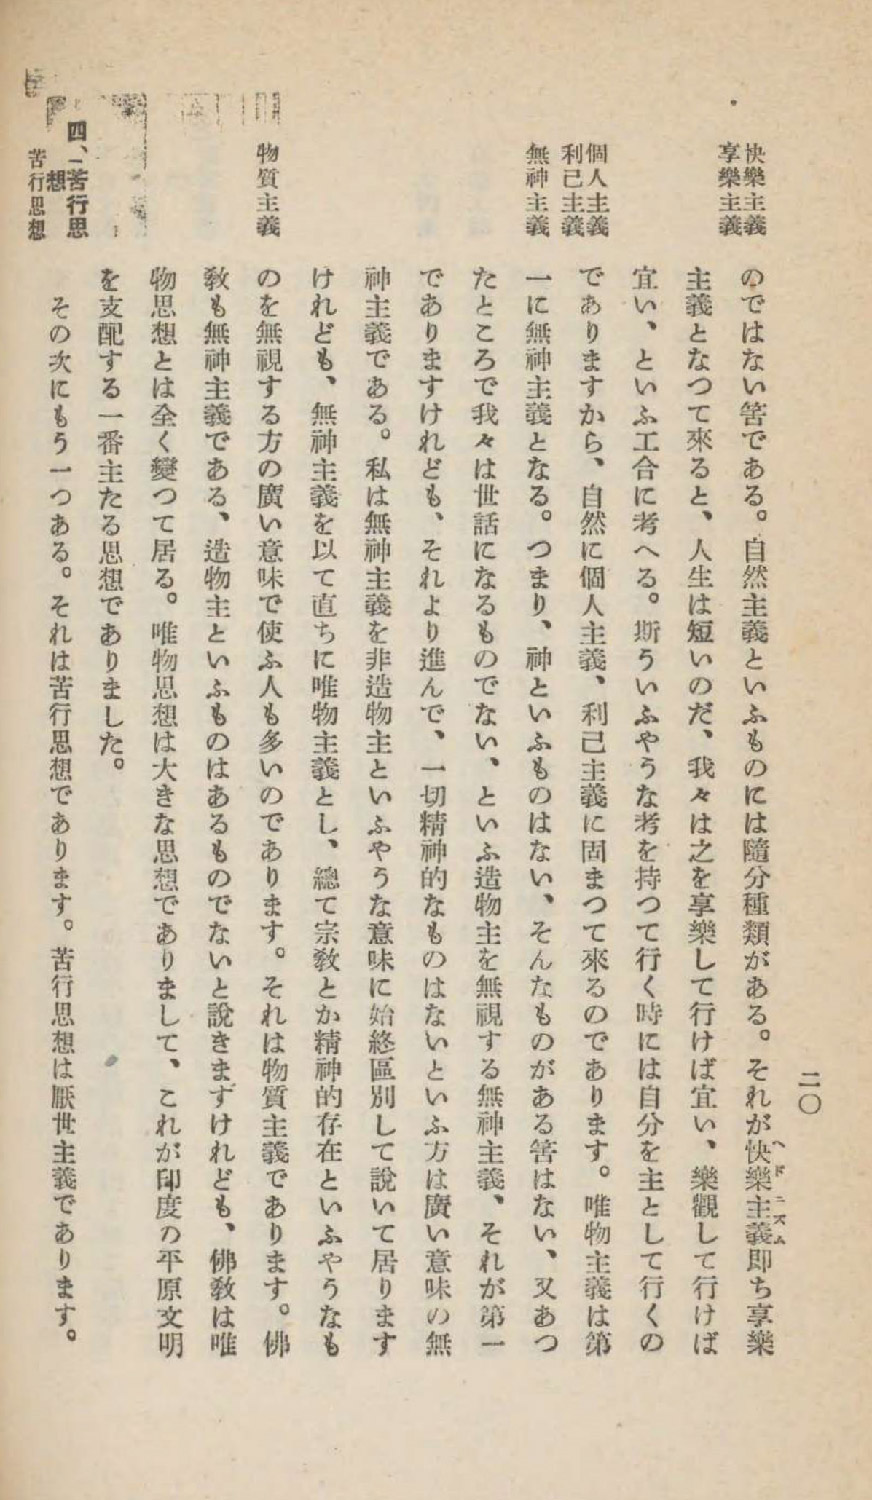 二〇
快樂主義
享樂主義
個人主義
利己主義
無神主義
物質主義
四、苦行思
想
苦行思想
のではない筈である。自然主義といふものには隨分種類がある。それが快樂主義即ち享樂
ヘドニズム
主義となつて來ると、人生は短いのだ、我々は之を享樂して行けば宜い、樂觀して行けば
宜い、といふ工合に考へる。斯ういふやうな考を持つて行く時には自分を主として行くの
でありますから、自然に個人主義、利己主義に固まつて來るのであります。唯物主義は第
一に無神主義となる。つまり、神といふものはない、そんなものがある筈はない、又あつ
たところで我々は世話になるものでない、といふ造物主を無視する無神主義、それが第一
でありますけれども、それより進んで、一切精神的なものはないといふ方は廣い意味の無
神主義である。私は無神主義を非造物主といふやうな意味に始終區別して說いて居ります
けれども、無神主義を以て直ちに唯物主義とし、總て宗敎とか精神的存在といふやうなも
のを無視する方の廣い意味で使ふ人も多いのであります。それは物質主義であります。佛
敎も無神主義である、造物主といふものはあるものでないと說きますけれども、佛敎は唯
物思想とは全く變つて居る。唯物思想は大きな思想でありまして、これが印度の平原文明
を支配する一番主たる思想でありました。
その次にもう一つある。それは苦行思想であります。苦行思想は厭世主義であります。